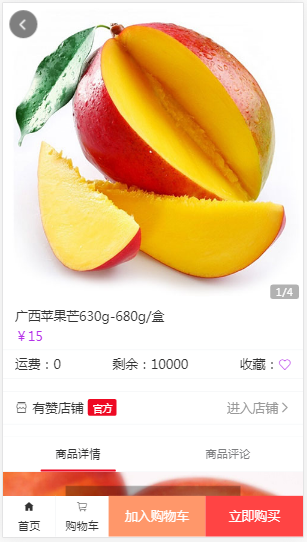 1/4
广西苹果芒630g-680g/盒
￥15
运费：0 剩余：10000 收藏：
有赞店铺 官方 进入店铺
商品详情 商品评论
首页 购物车 加入购物车 立即购买